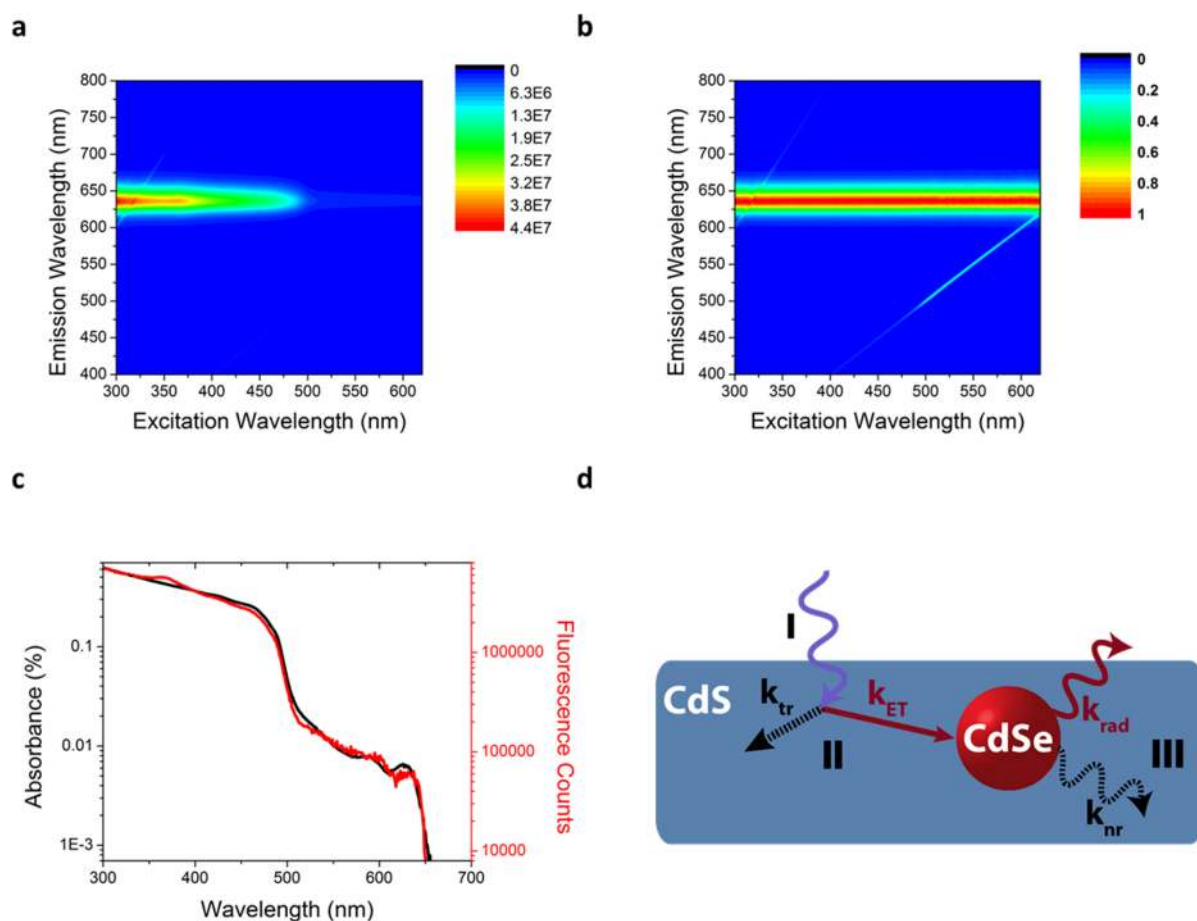 a
800
750
700
650
600
550
500
450
400
Emission Wavelength (nm)
300 350 400 450 500 550 600
Excitation Wavelength (nm)
0
6.3E6
1.3E7
1.9E7
2.5E7
3.2E7
3.8E7
4.4E7
b
800
750
700
650
600
550
500
450
400
Emission Wavelength (nm)
300 350 400 450 500 550 600
Excitation Wavelength (nm)
0
0.2
0.4
0.6
0.8
1
c
Absorbance (%)
0.1
0.01
1E-3
300 400 500 600 700
Wavelength (nm)
1000000
100000
10000
Fluorescence Counts
d
I
CdS
k_tr
k_ET
II
CdSe
k_rad
III
k_nr